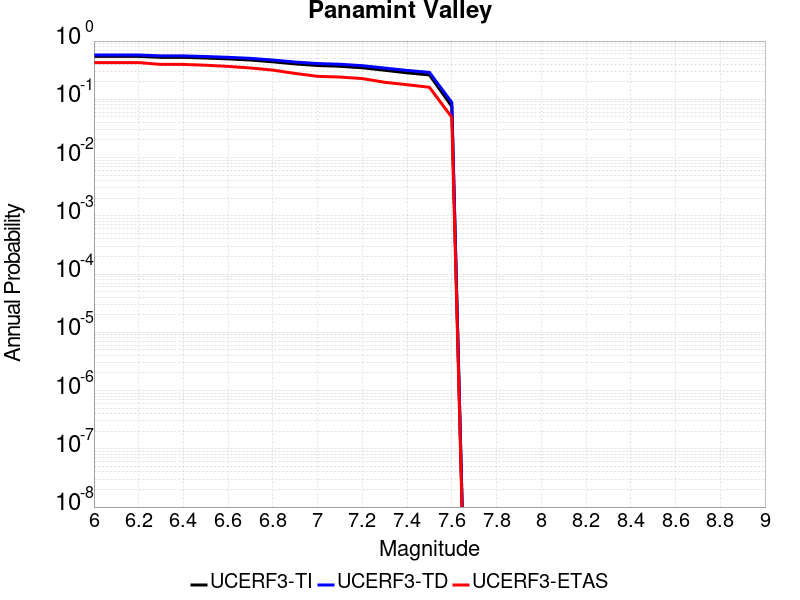 Panamint Valley
10 0
10 -1
10 -2
10 -3
10 -4
10 -5
10 -6
10 -7
10 -8
Annual Probability
6 6.2 6.4 6.6 6.8 7 7.2 7.4 7.6 7.8 8 8.2 8.4 8.6 8.8 9
Magnitude
UCERF3-TI UCERF3-TD UCERF3-ETAS